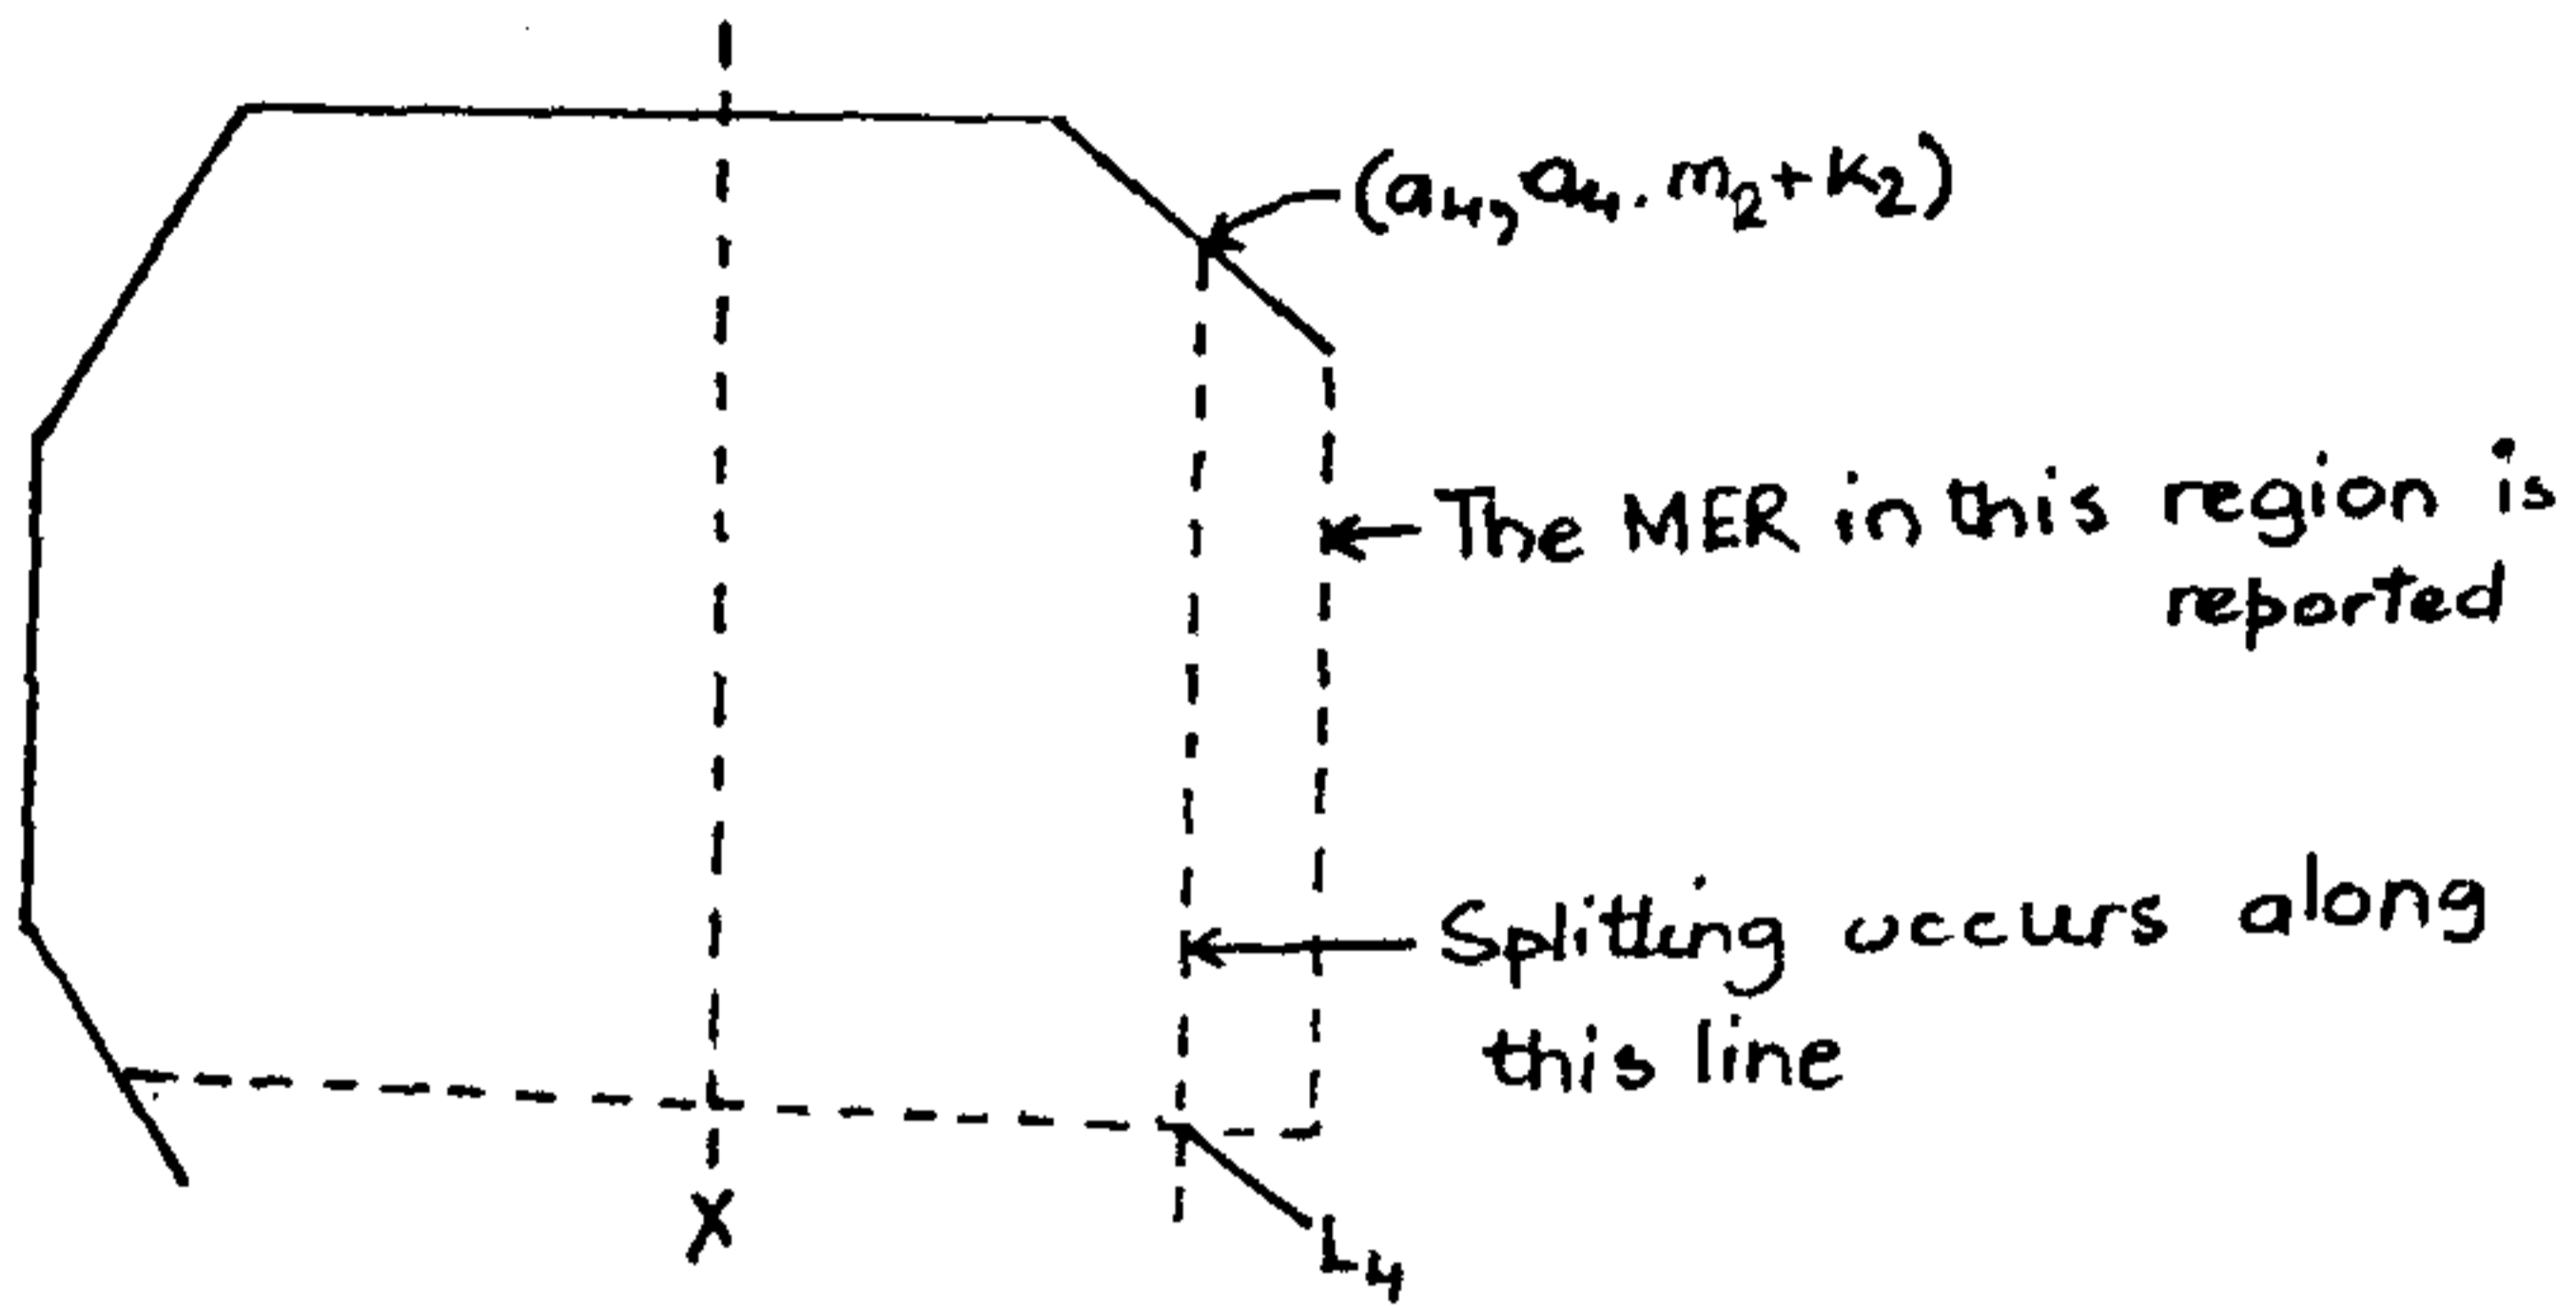 (a₄, a₄. m₂+k₂)
The MER in this region is
reported
Splitting occurs along
this line
X
L₄